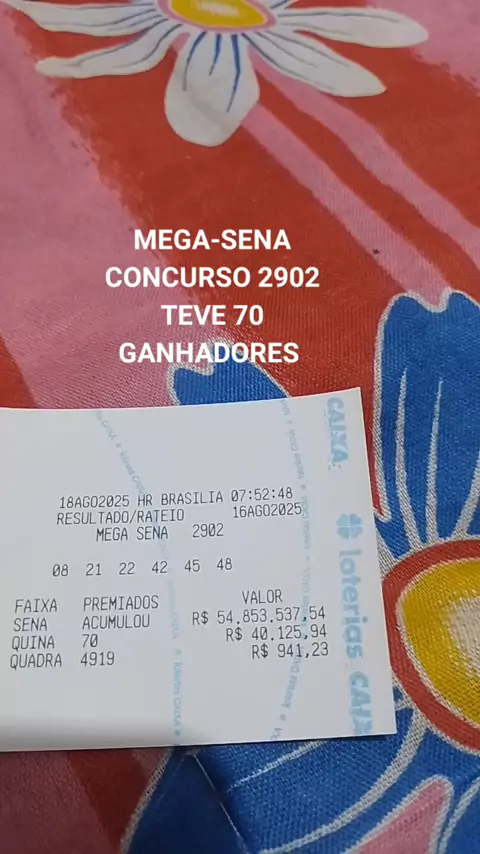 MEGA-SENA
CONCURSO 2902
TEVE 70
GANHADORES
CAIXA
18AGO2025 HR BRASILIA 07:52:48
RESULTADO/RATEIO 16AGO2025
MEGA SENA 2902
08 21 22 42 45 48
FAIXA PREMIADOS VALOR
SENA ACUMULOU R$ 54.853.537,54
QUINA 70 R$ 40.125,94
QUADRA 4919 R$ 941,23
loterias CAIXA